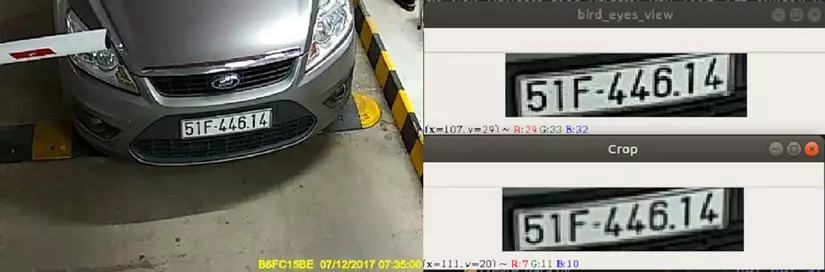 Ford
51F-446.14
B6FC15BE 07/12/2017 07:35:00
bird_eyes_view
51F-446.14
(x=107, y=29) ~ R:29 G:33 B:32
Crop
51F-446.14
(x=111, y=20) ~ R:7 G:11 B:10